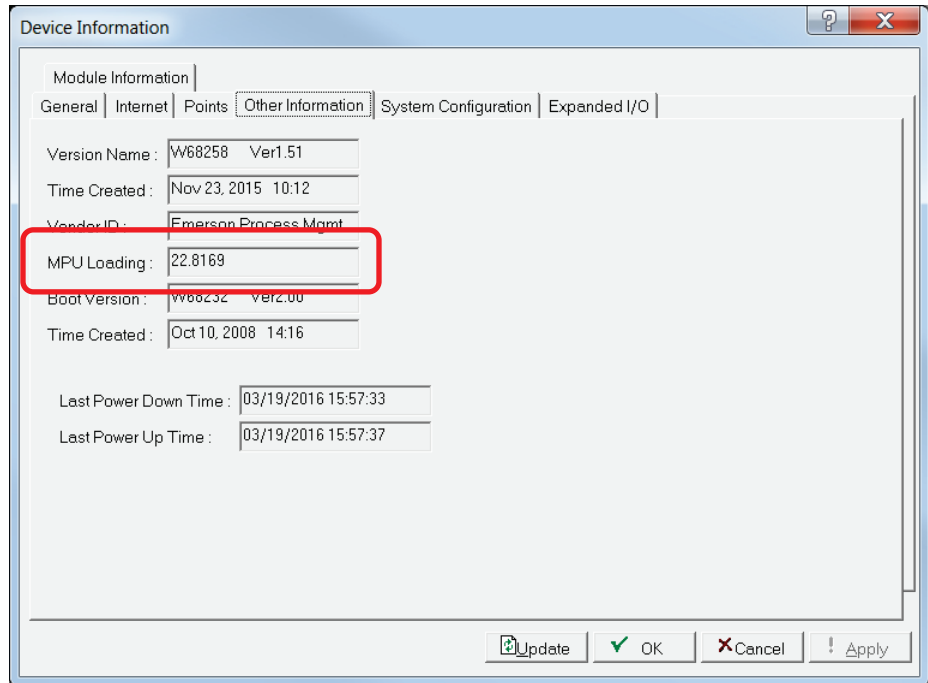 Device Information
Module Information
General Internet Points Other Information System Configuration Expanded I/O
Version Name : W68258 Ver1.51
Time Created : Nov 23, 2015 10:12
Vendor ID : Emerson Process Mgmt
MPU Loading : 22.8169
Boot Version : W68232 Ver2.00
Time Created : Oct 10, 2008 14:16
Last Power Down Time : 03/19/2016 15:57:33
Last Power Up Time : 03/19/2016 15:57:37
Update OK Cancel ! Apply